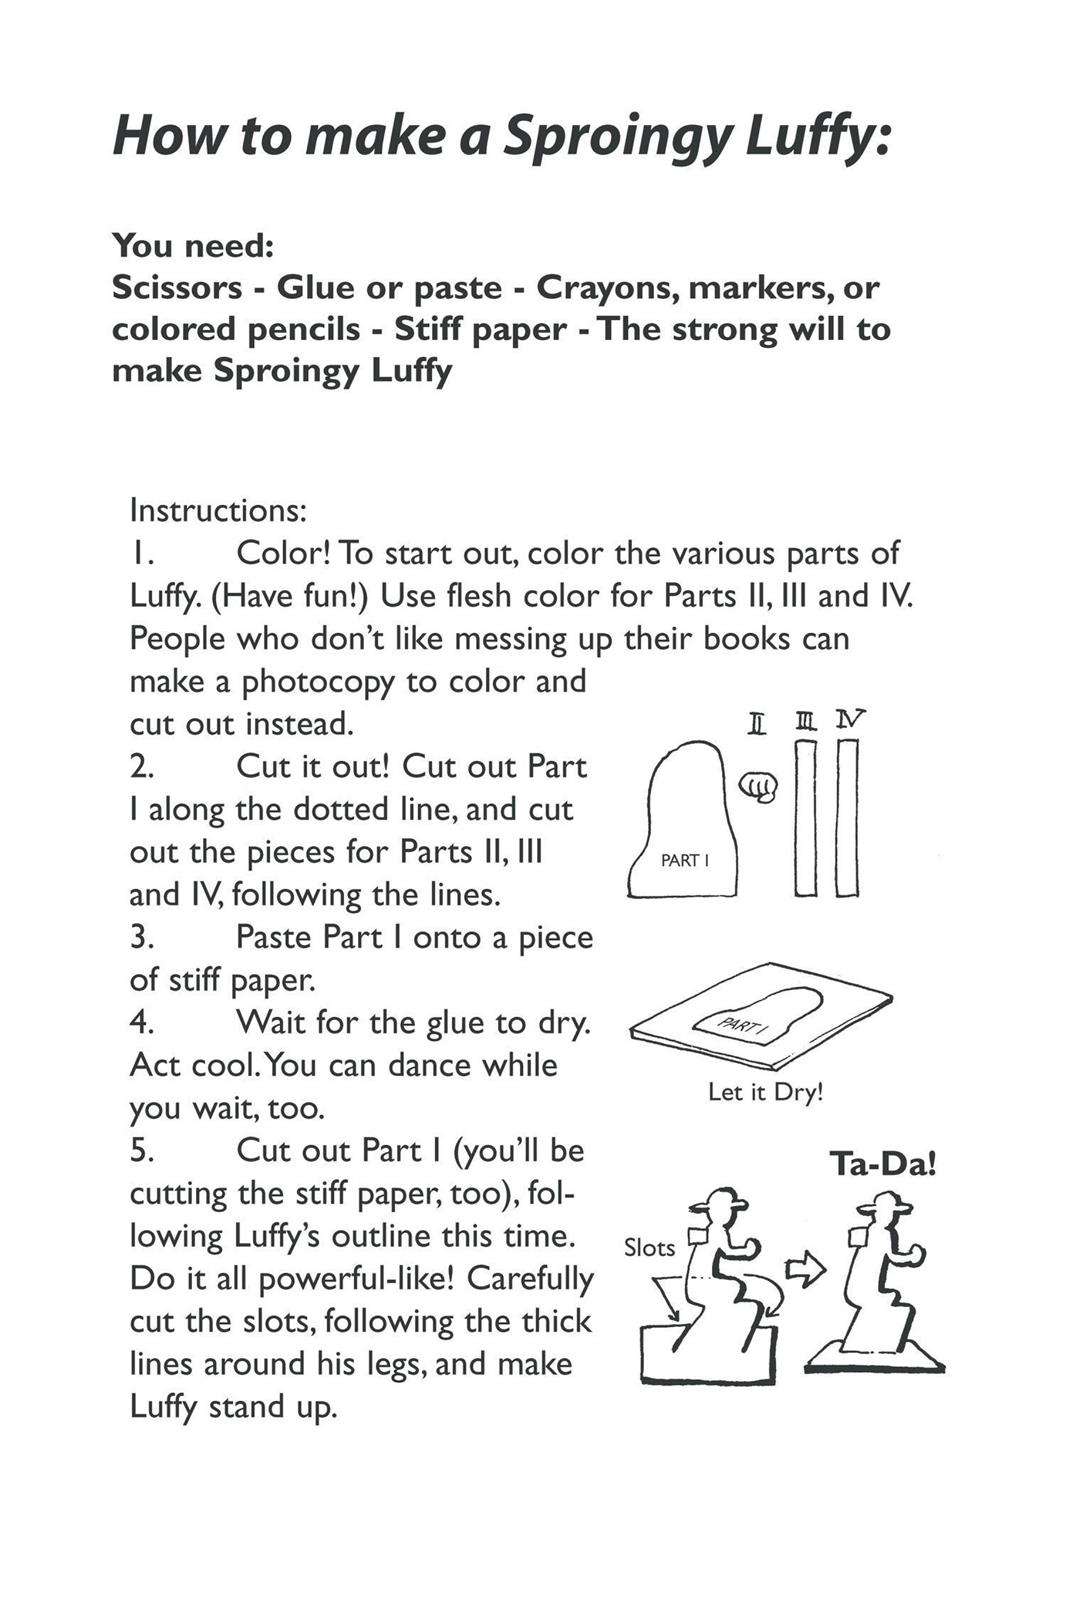 How to make a Sproingy Luffy:
You need:
Scissors - Glue or paste - Crayons, markers, or
colored pencils - Stiff paper - The strong will to
make Sproingy Luffy
Instructions:
1. Color! To start out, color the various parts of
Luffy. (Have fun!) Use flesh color for Parts II, III and IV.
People who don't like messing up their books can
make a photocopy to color and
cut out instead.
2. Cut it out! Cut out Part
I along the dotted line, and cut
out the pieces for Parts II, III
and IV, following the lines.
3. Paste Part I onto a piece
of stiff paper.
4. Wait for the glue to dry.
Act cool. You can dance while
you wait, too.
5. Cut out Part I (you'll be
cutting the stiff paper, too), fol-
lowing Luffy's outline this time.
Do it all powerful-like! Carefully
cut the slots, following the thick
lines around his legs, and make
Luffy stand up.
II III IV
PART I
PART I
Let it Dry!
Ta-Da!
Slots